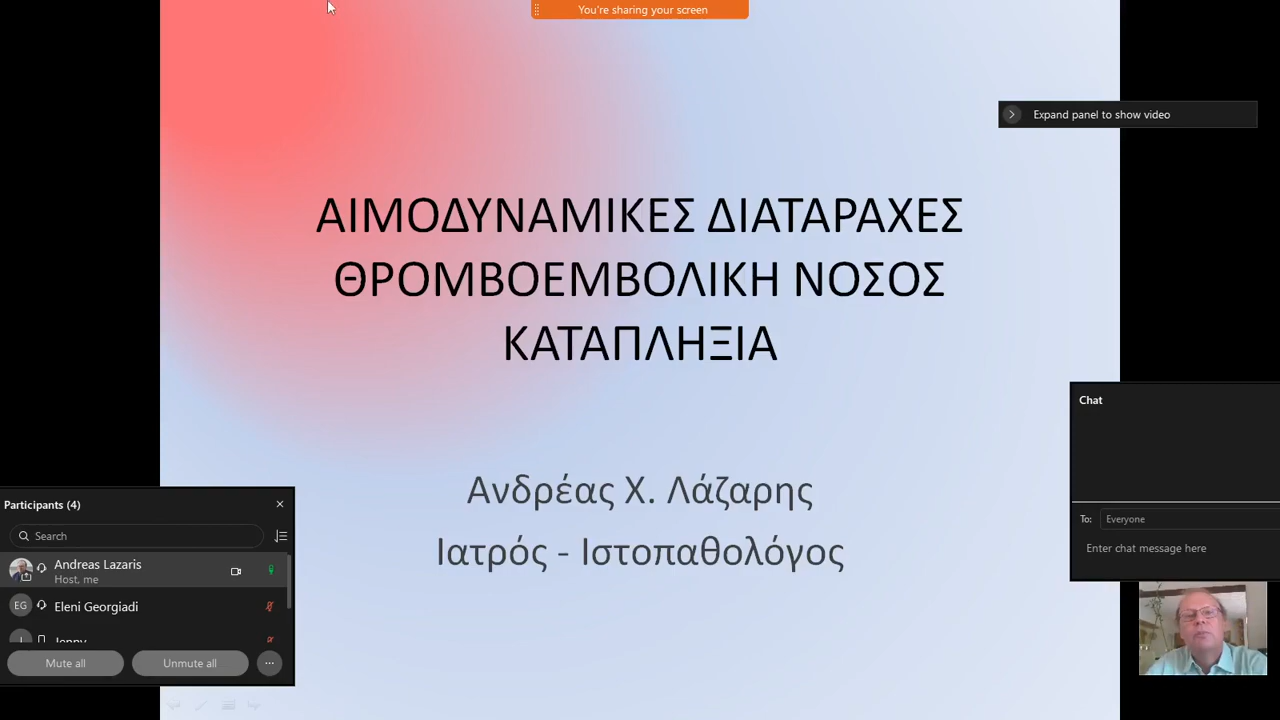 You're sharing your screen
Expand panel to show video
ΑΙΜΟΔΥΝΑΜΙΚΕΣ ΔΙΑΤΑΡΑΧΕΣ
ΘΡΟΜΒΟΕΜΒΟΛΙΚΗ ΝΟΣΟΣ
ΚΑΤΑΠΛΗΞΙΑ
Ανδρέας Χ. Λάζαρης
Ιατρός - Ιστοπαθολόγος
Participants (4)
Search
Andreas Lazaris
Host, me
EG Eleni Georgiadi
J Jenny
Mute all
Unmute all
Chat
To: Everyone
Enter chat message here